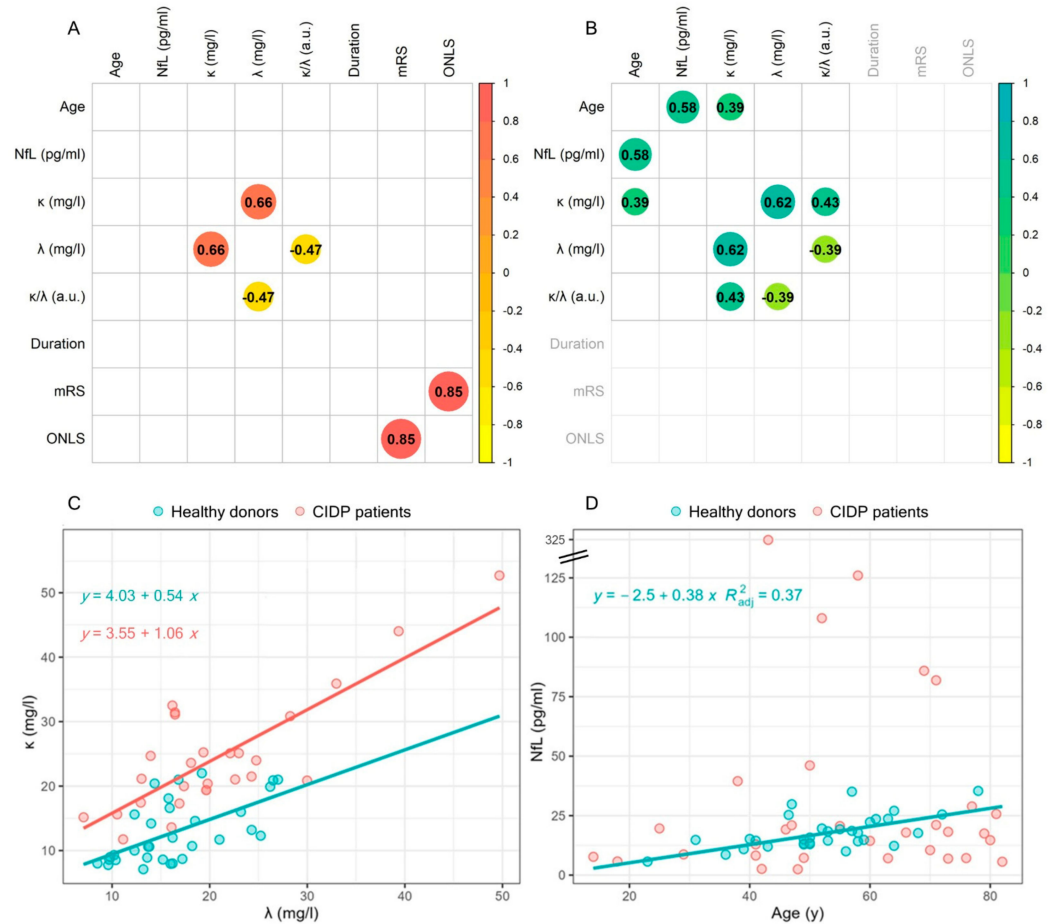 A
B
Age
NfL (pg/ml)
κ (mg/l)
λ (mg/l)
κ/λ (a.u.)
Duration
mRS
ONLS
Age
NfL (pg/ml)
κ (mg/l)
λ (mg/l)
κ/λ (a.u.)
Duration
mRS
ONLS
Age
0.58 0.39
NfL (pg/ml)
0.58
κ (mg/l)
0.66
0.39 0.62 0.43
λ (mg/l)
0.66 -0.47
0.62 -0.39
κ/λ (a.u.)
-0.47
0.43 -0.39
Duration
Duration
mRS
0.85
mRS
ONLS
0.85
ONLS
1
0.8
0.6
0.4
0.2
0
-0.2
-0.4
-0.6
-0.8
-1
1
0.8
0.6
0.4
0.2
0
-0.2
-0.4
-0.6
-0.8
-1
C
Healthy donors CIDP patients
y = 4.03 + 0.54 x
y = 3.55 + 1.06 x
κ (mg/l)
50
40
30
20
10
10 20 30 40 50
λ (mg/l)
D
Healthy donors CIDP patients
y = − 2.5 + 0.38 x R²adj = 0.37
NfL (pg/ml)
325
125
100
75
50
25
0
20 40 60 80
Age (y)